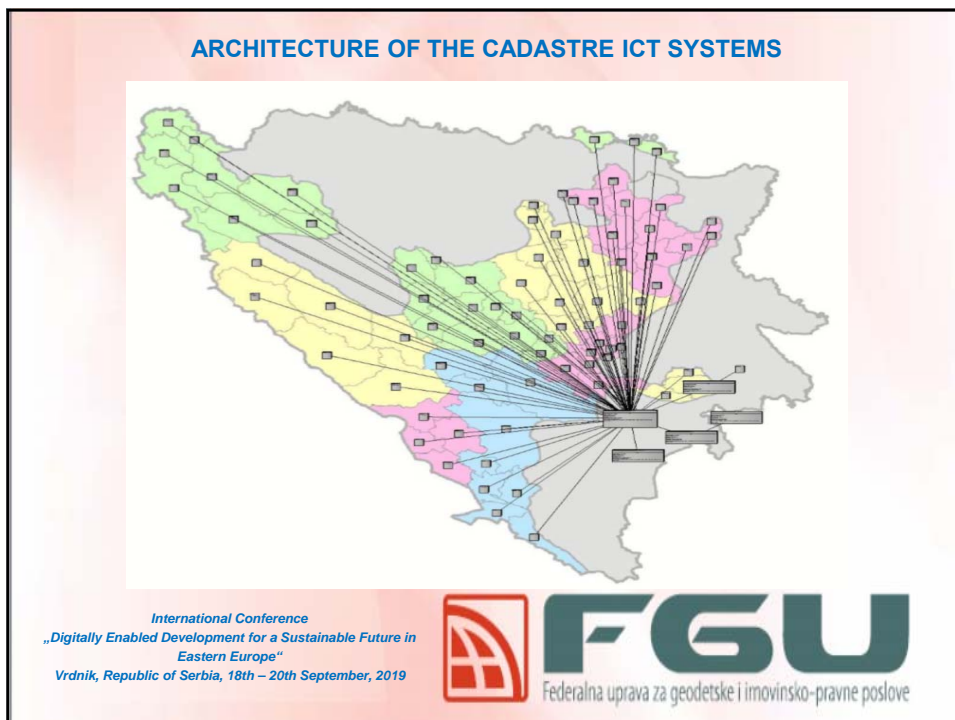 ARCHITECTURE OF THE CADASTRE ICT SYSTEMS
International Conference
„Digitally Enabled Development for a Sustainable Future in
Eastern Europe“
Vrdnik, Republic of Serbia, 18th – 20th September, 2019
FGU
Federalna uprava za geodetske i imovinsko-pravne poslove